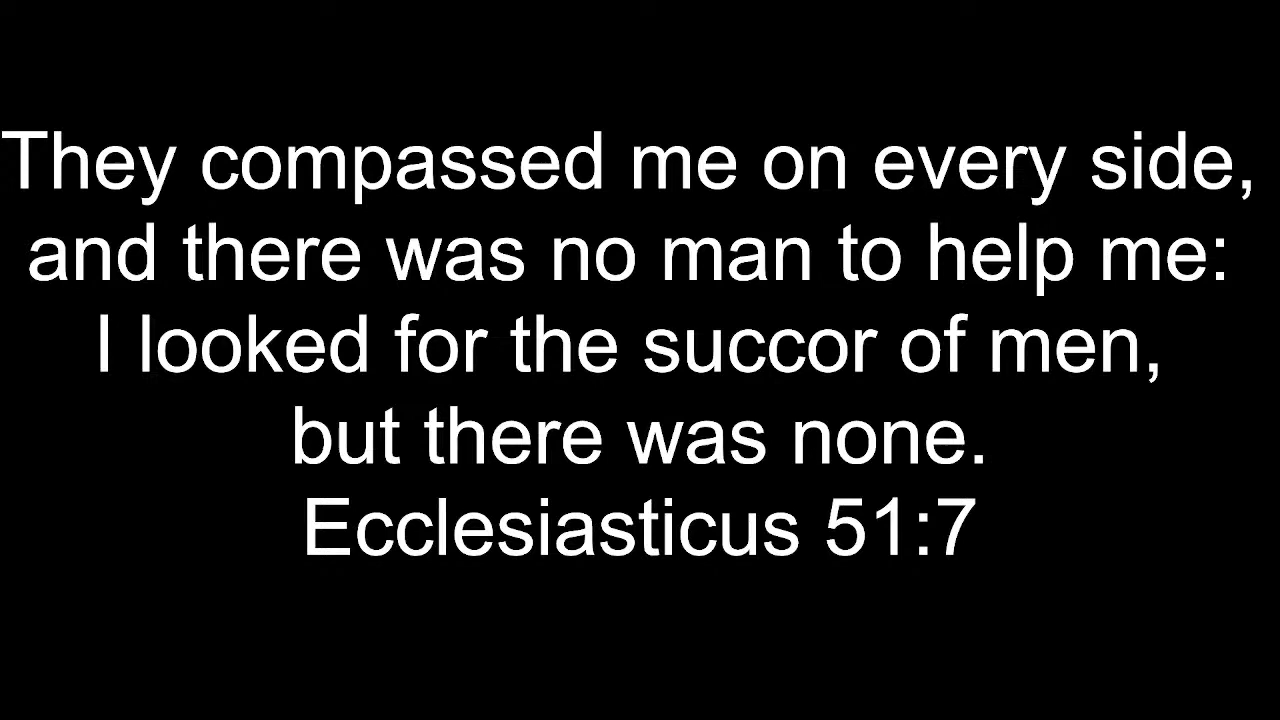 They compassed me on every side,
and there was no man to help me:
I looked for the succor of men,
but there was none.
Ecclesiasticus 51:7